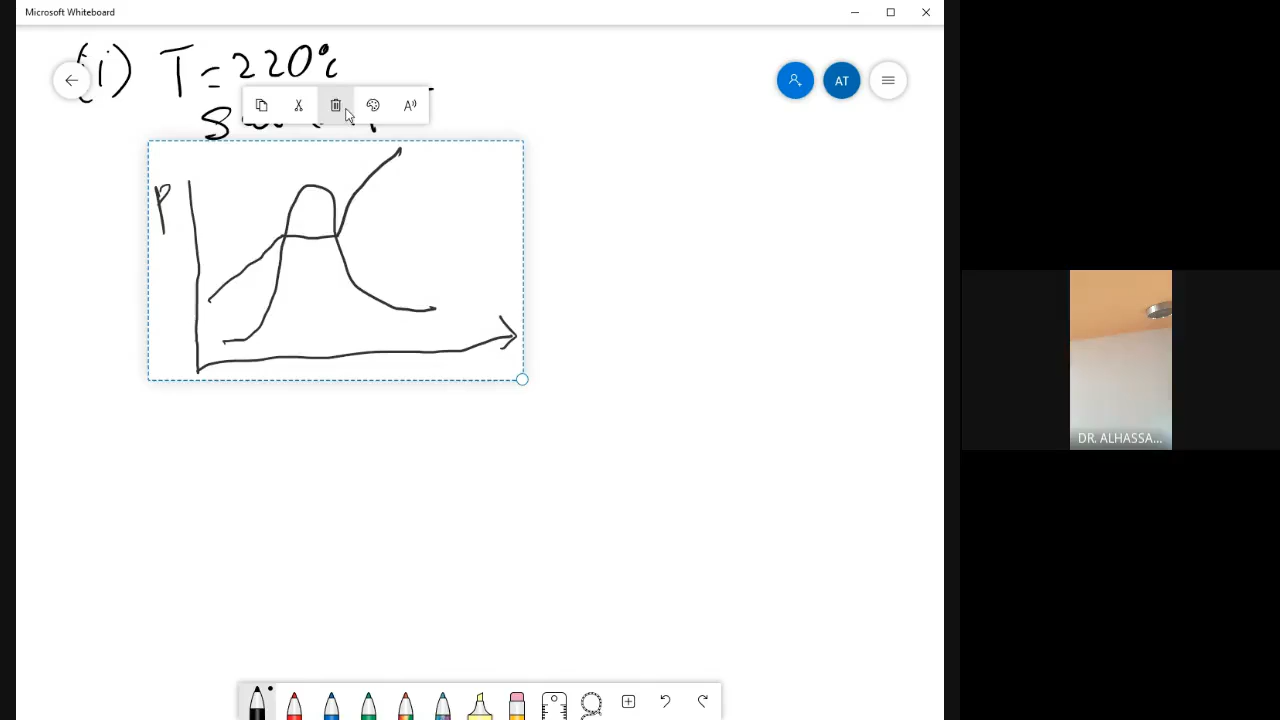 Microsoft Whiteboard
(i) T = 220°c
AT
P
DR. ALHASSA...